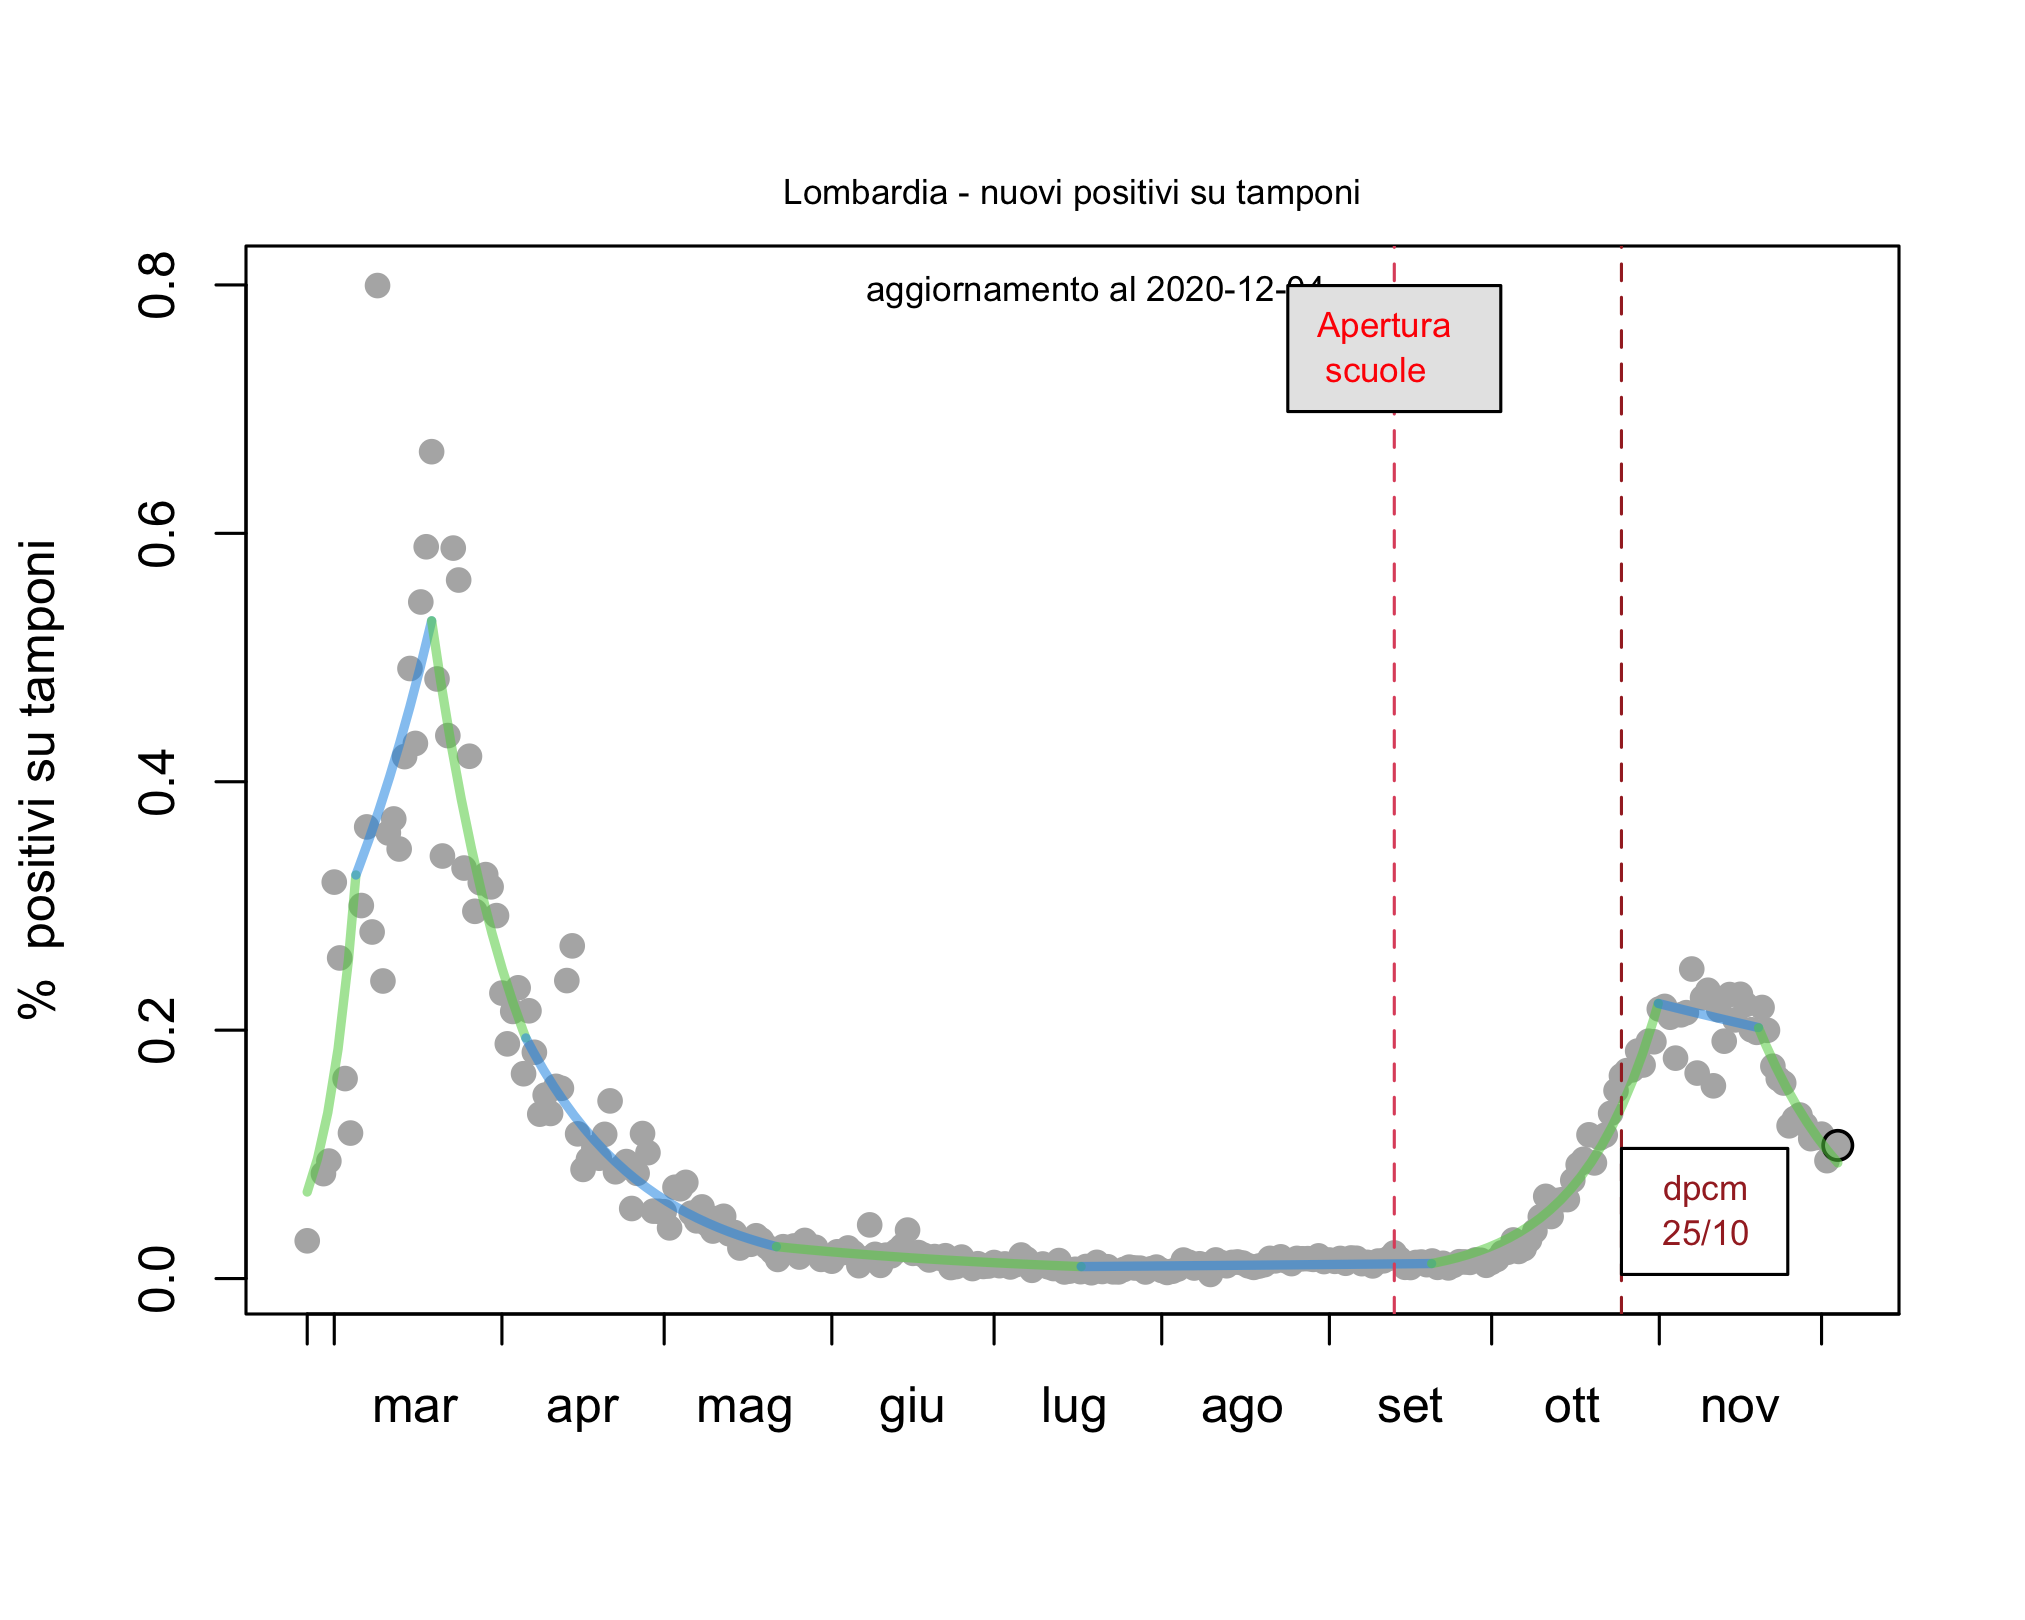 Lombardia - nuovi positivi su tamponi
aggiornamento al 2020-12-04
Apertura
scuole
% positivi su tamponi
0.8
0.6
0.4
0.2
0.0
dpcm
25/10
mar apr mag giu lug ago set ott nov